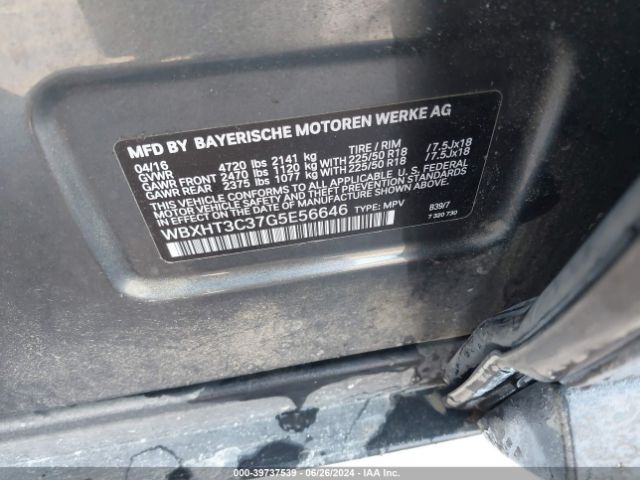 MFD BY BAYERISCHE MOTOREN WERKE AG
04/16 TIRE / RIM
GVWR 4720 lbs 2141 kg
GAWR FRONT 2470 lbs 1120 kg WITH 225/50 R18 /7.5Jx18
GAWR REAR 2375 lbs 1077 kg WITH 225/50 R18 /7.5Jx18
THIS VEHICLE CONFORMS TO ALL APPLICABLE U. S. FEDERAL
MOTOR VEHICLE SAFETY AND THEFT PREVENTION STANDARDS
IN EFFECT ON THE DATE OF MANUFACTURE SHOWN ABOVE.
WBXHT3C37G5E56646 TYPE: MPV 839/7
7 320 730
000-39737539 - 06/26/2024 - IAA Inc.